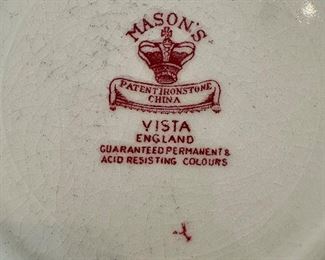 MASON'S
PATENT IRONSTONE
CHINA
VISTA
ENGLAND
GUARANTEED PERMANENT &
ACID RESISTING COLOURS